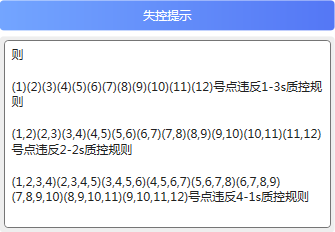 失控提示
则
(1)(2)(3)(4)(5)(6)(7)(8)(9)(10)(11)(12)号点违反1-3s质控规
则
(1,2)(2,3)(3,4)(4,5)(5,6)(6,7)(7,8)(8,9)(9,10)(10,11)(11,12)
号点违反2-2s质控规则
(1,2,3,4)(2,3,4,5)(3,4,5,6)(4,5,6,7)(5,6,7,8)(6,7,8,9)
(7,8,9,10)(8,9,10,11)(9,10,11,12)号点违反4-1s质控规则